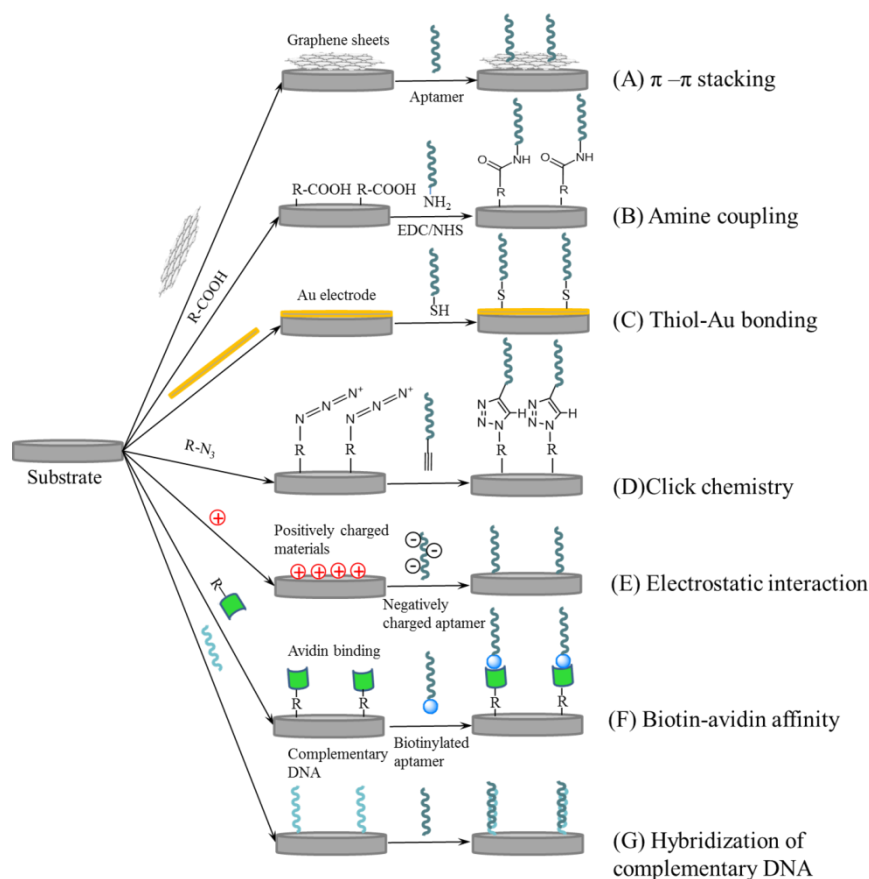 Graphene sheets
Aptamer
(A) π –π stacking
R-COOH R-COOH
NH₂
EDC/NHS
O
NH
R
O
NH
R
(B) Amine coupling
R-COOH
Au electrode
SH
S
S
(C) Thiol-Au bonding
N=N=N⁺
N=N=N⁺
R
R
N
N
N
H
R
N
N
N
H
R
(D)Click chemistry
R-N₃
Substrate
+
Positively charged
materials
+ + + +
- - -
Negatively
charged aptamer
(E) Electrostatic interaction
R
Avidin binding
R
R
Biotinylated
aptamer
R
R
(F) Biotin-avidin affinity
Complementary
DNA
(G) Hybridization of
complementary DNA